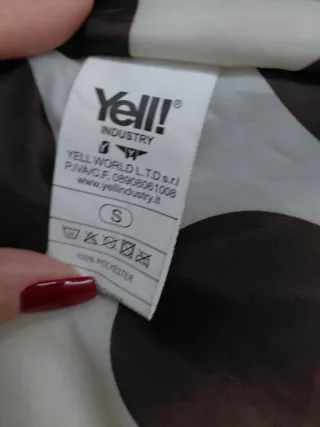 Yell!®
INDUSTRY
YELL WORLD L.T.D s.r.l
P.IVA/C.F. 08908061008
www.yellindustry.it
S
100% POLYESTER